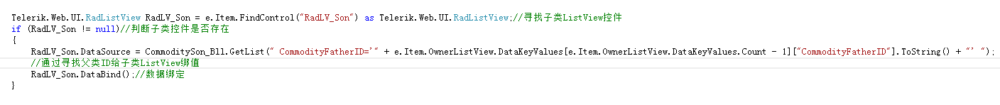 Telerik.Web.UI.RadListView RadLV_Son = e.Item.FindControl("RadLV_Son") as Telerik.Web.UI.RadListView;//寻找子类ListView控件
if (RadLV_Son != null)//判断子类控件是否存在
{
RadLV_Son.DataSource = CommoditySon_Bll.GetList(" CommodityFatherID='" + e.Item.OwnerListView.DataKeyValues[e.Item.OwnerListView.DataKeyValues.Count - 1]["CommodityFatherID"].ToString() + "' ");
//通过寻找父类ID给子类ListView绑值
RadLV_Son.DataBind();//数据绑定
}